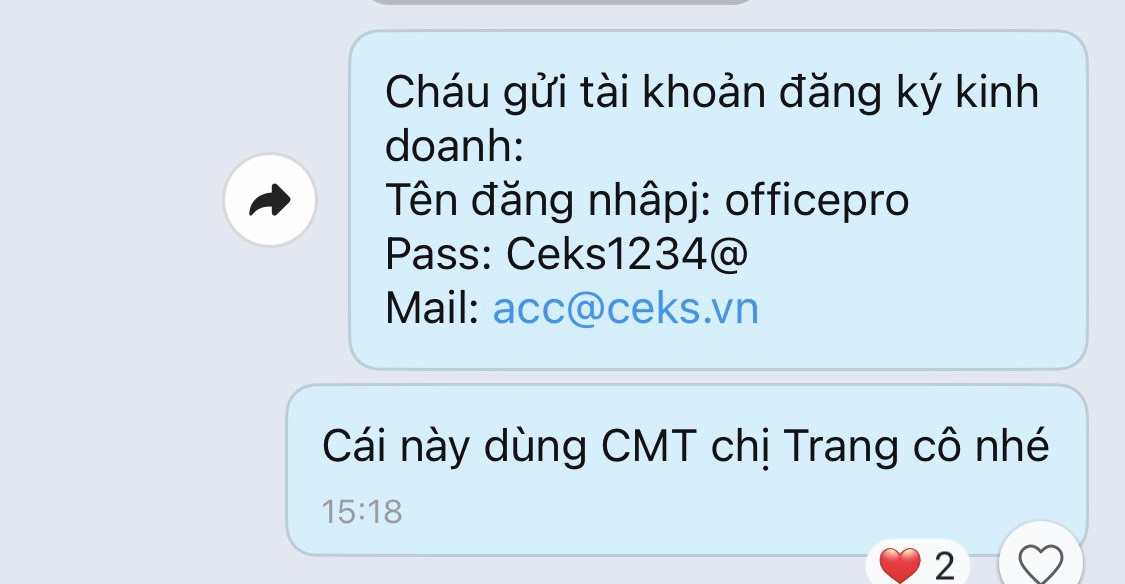 Cháu gửi tài khoản đăng ký kinh
doanh:
Tên đăng nhâpj: officepro
Pass: Ceks1234@
Mail: acc@ceks.vn
Cái này dùng CMT chị Trang cô nhé
15:18
2